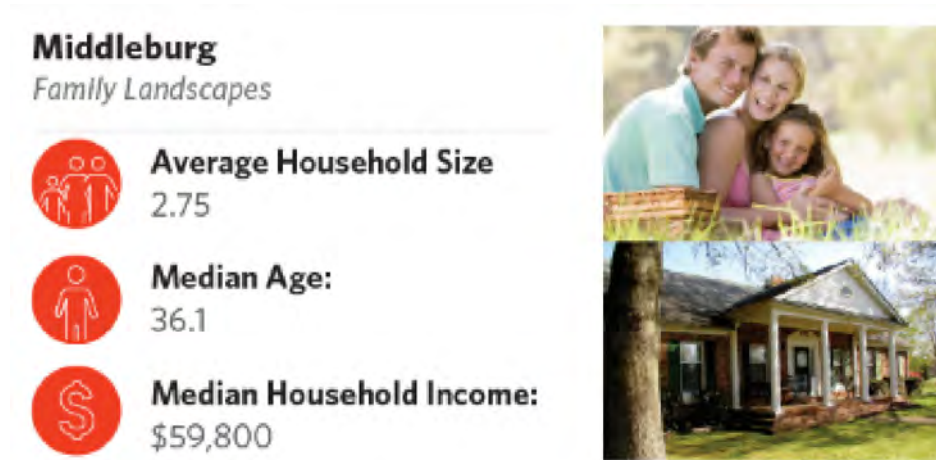 Middleburg
Family Landscapes
Average Household Size
2.75
Median Age:
36.1
Median Household Income:
$59,800